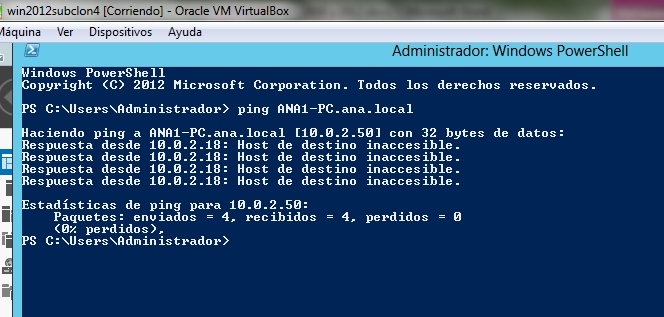 win2012subclon4 [Corriendo] - Oracle VM VirtualBox
Máquina Ver Dispositivos Ayuda
Administrador: Windows PowerShell
Windows PowerShell
Copyright (C) 2012 Microsoft Corporation. Todos los derechos reservados.
PS C:\Users\Administrador> ping ANA1-PC.ana.local
Haciendo ping a ANA1-PC.ana.local [10.0.2.50] con 32 bytes de datos:
Respuesta desde 10.0.2.18: Host de destino inaccesible.
Respuesta desde 10.0.2.18: Host de destino inaccesible.
Respuesta desde 10.0.2.18: Host de destino inaccesible.
Respuesta desde 10.0.2.18: Host de destino inaccesible.
Estadísticas de ping para 10.0.2.50:
Paquetes: enviados = 4, recibidos = 4, perdidos = 0
(0% perdidos),
PS C:\Users\Administrador>